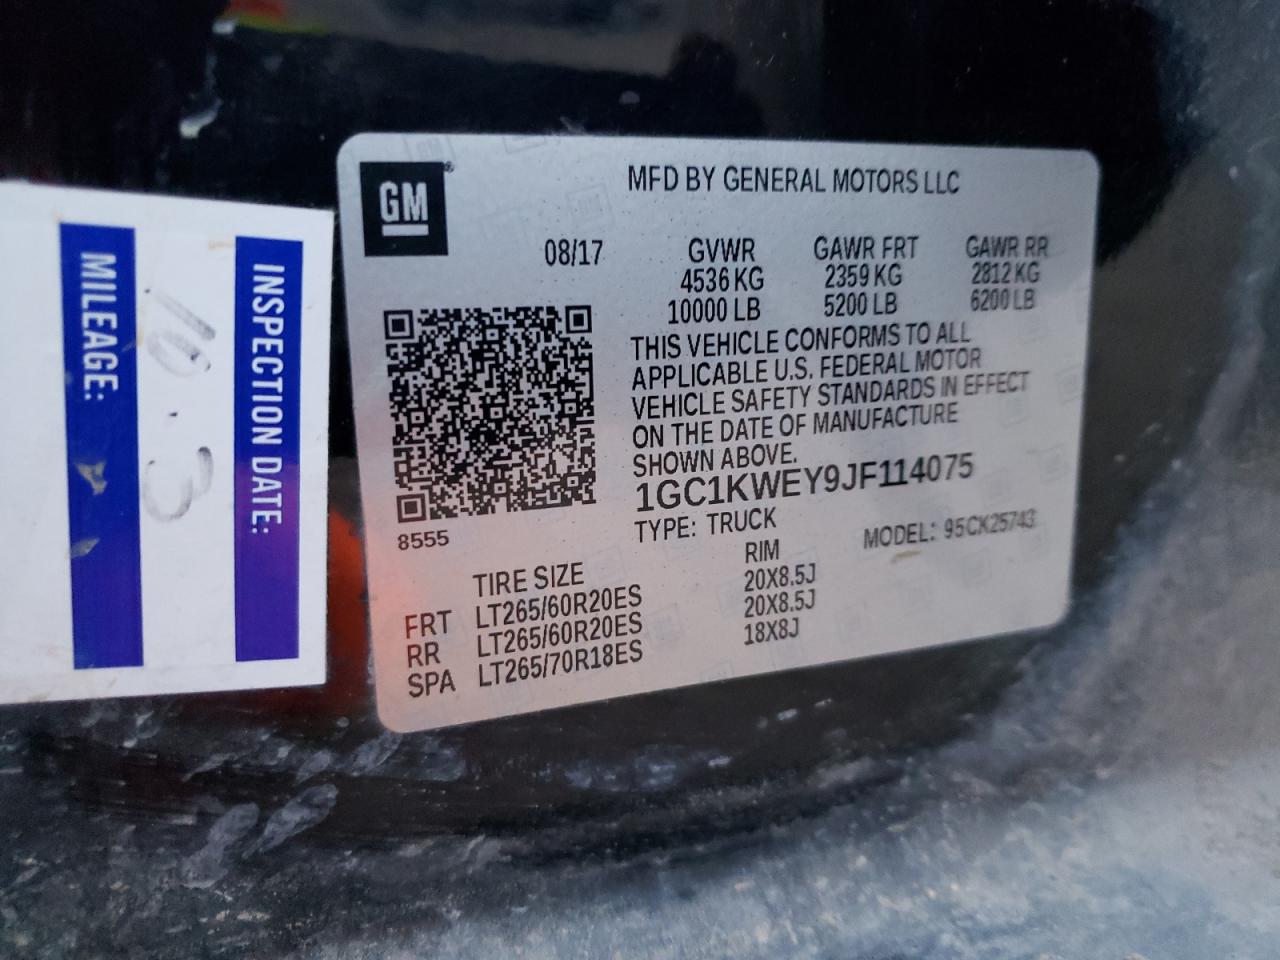 GM
MFD BY GENERAL MOTORS LLC
08/17 GVWR GAWR FRT GAWR RR
4536 KG 2359 KG 2812 KG
10000 LB 5200 LB 6200 LB
THIS VEHICLE CONFORMS TO ALL
APPLICABLE U.S. FEDERAL MOTOR
VEHICLE SAFETY STANDARDS IN EFFECT
ON THE DATE OF MANUFACTURE
SHOWN ABOVE.
1GC1KWEY9JF114075
TYPE: TRUCK MODEL: 95CK25743
8555
TIRE SIZE RIM
FRT LT265/60R20ES 20X8.5J
RR LT265/60R20ES 20X8.5J
SPA LT265/70R18ES 18X8J
INSPECTION DATE:
MILEAGE: